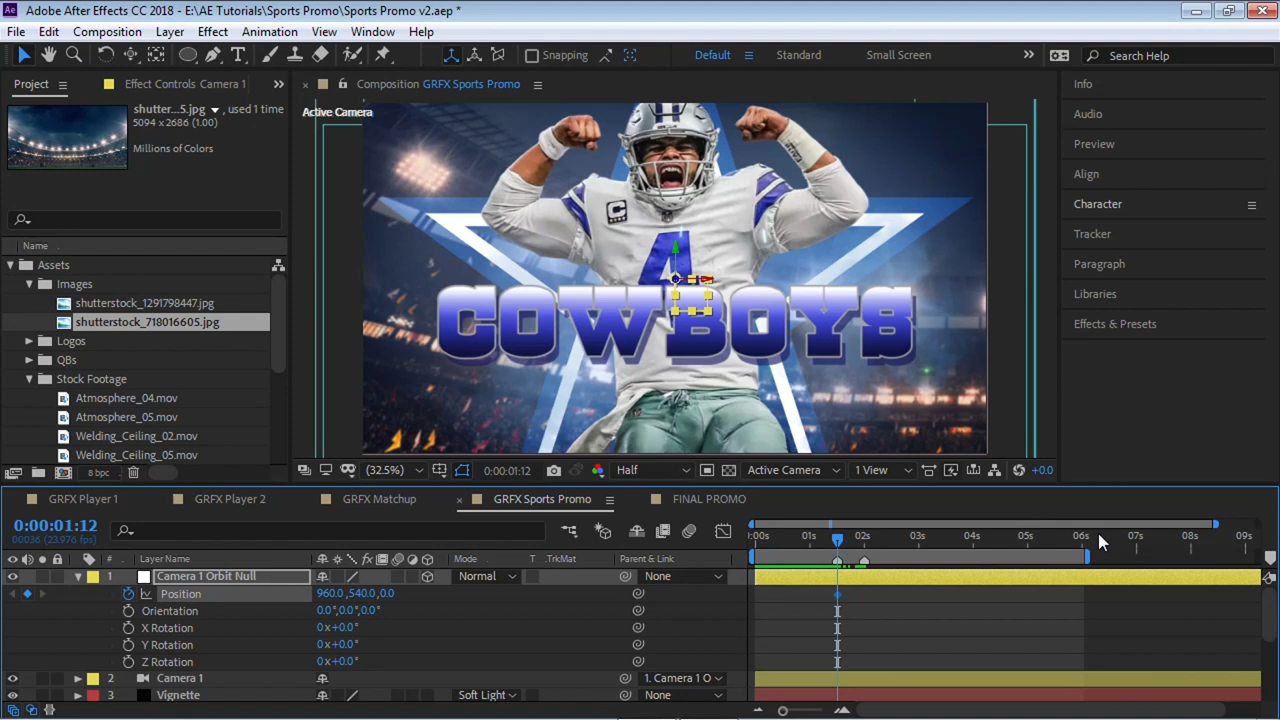 Ae Adobe After Effects CC 2018 - E:\AE Tutorials\Sports Promo\Sports Promo v2.aep *
File Edit Composition Layer Effect Animation View Window Help
T Snapping Default Standard Small Screen Search Help
Project Effect Controls Camera 1 Composition GRFX Sports Promo Info
shutter...5.jpg , used 1 time
5094 x 2686 (1.00)
Millions of Colors
Active Camera
C
4
COWBOYS
Audio
Preview
Align
Character
Tracker
Paragraph
Libraries
Effects & Presets
Name
Assets
Images
shutterstock_1291798447.jpg
shutterstock_718016605.jpg
Logos
QBs
Stock Footage
Atmosphere_04.mov
Atmosphere_05.mov
Welding_Ceiling_02.mov
Welding_Ceiling_05.mov
8 bpc (32.5%) 0:00:01:12 Half Active Camera 1 View +0.0
GRFX Player 1 GRFX Player 2 GRFX Matchup GRFX Sports Promo FINAL PROMO
0:00:01:12
00036 (23.976 fps)
:00s 01s 02s 03s 04s 05s 06s 07s 08s 09s
# Layer Name fx Mode T .TrkMat Parent & Link
1 Camera 1 Orbit Null Normal None
Position 960.0,540.0,0.0
Orientation 0.0°,0.0°,0.0°
X Rotation 0x+0.0°
Y Rotation 0x+0.0°
Z Rotation 0x+0.0°
2 Camera 1 1. Camera 1 O
3 Vignette Soft Light None